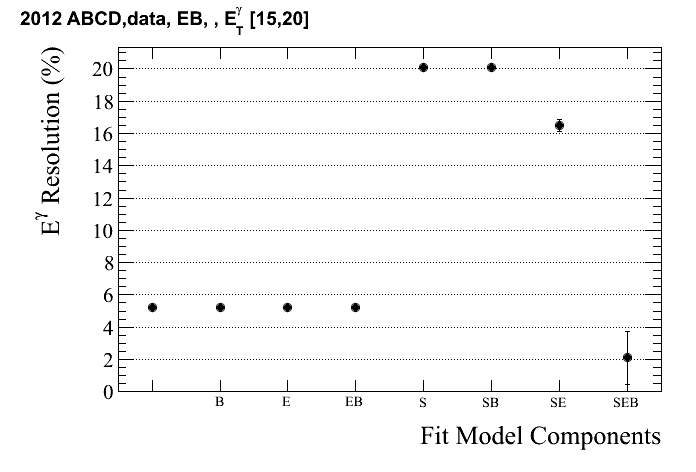 2012 ABCD,data, EB, , E_T^γ [15,20]
E^γ Resolution (%)
20
18
16
14
12
10
8
6
4
2
0
B E EB S SB SE SEB
Fit Model Components